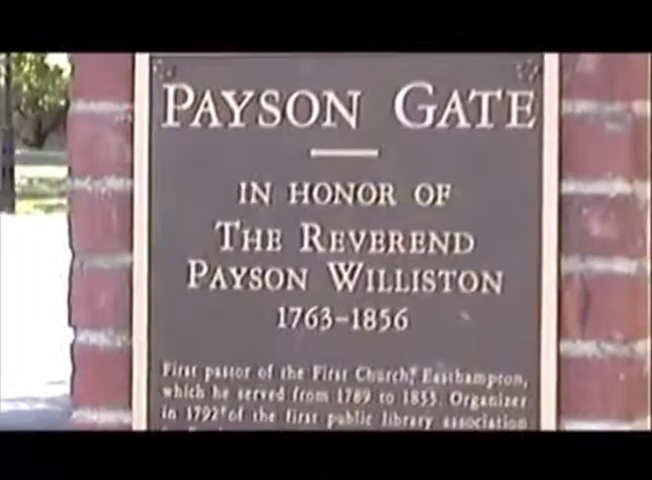 PAYSON GATE
IN HONOR OF
THE REVEREND
PAYSON WILLISTON
1763–1856
First pastor of the First Church, Easthampton,
which he served from 1789 to 1833. Organizer
in 1792 of the first public library association